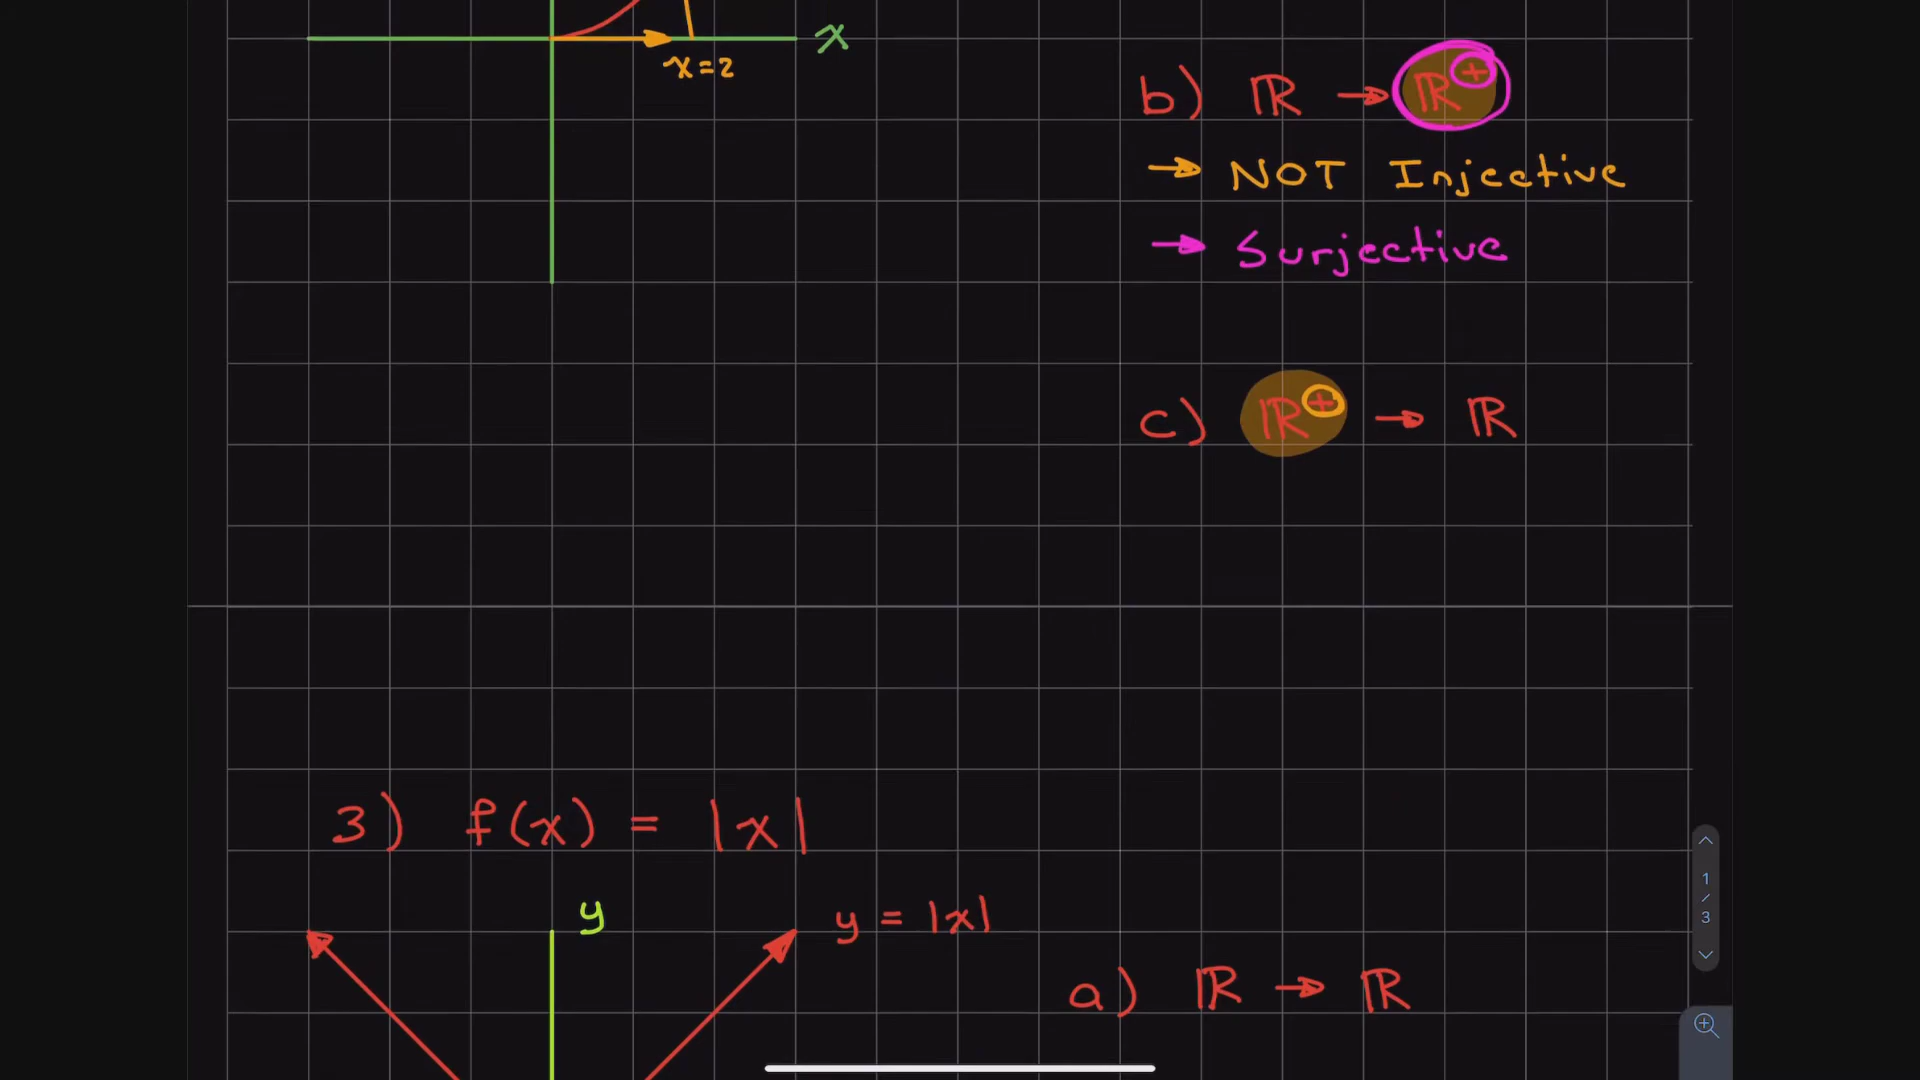 x
x=2
b) ℝ → ℝ⁺
→ NOT Injective
→ Surjective
c) ℝ⁺ → ℝ
3) f(x) = |x|
y
y = |x|
a) ℝ → ℝ
1
/
3